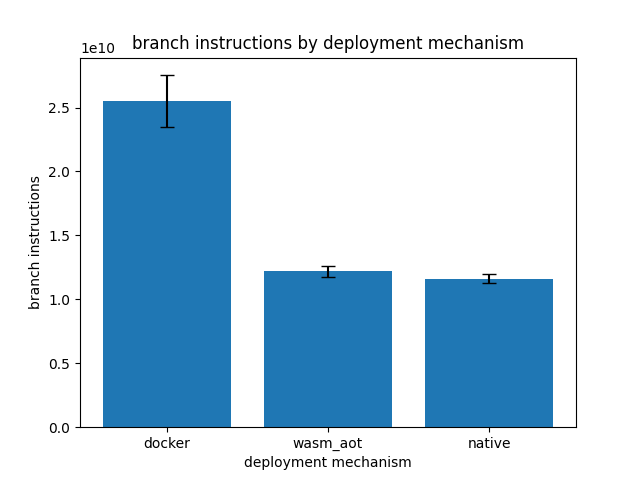 branch instructions by deployment mechanism
1e10
2.5
2.0
1.5
1.0
0.5
0.0
branch instructions
docker
wasm_aot
native
deployment mechanism